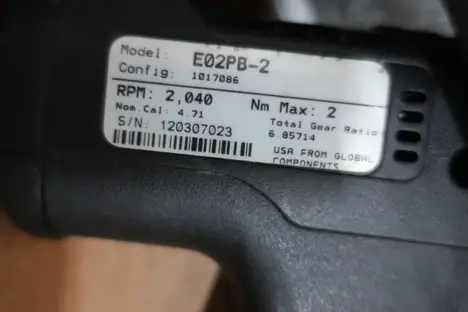 Model: E02PB-2
Config: 1017086
RPM: 2,040 Nm Max: 2
Nom.Cal: 4.71 Total Gear Ratio
S/N: 120307023 6.85714
USA FROM GLOBAL
COMPONENTS